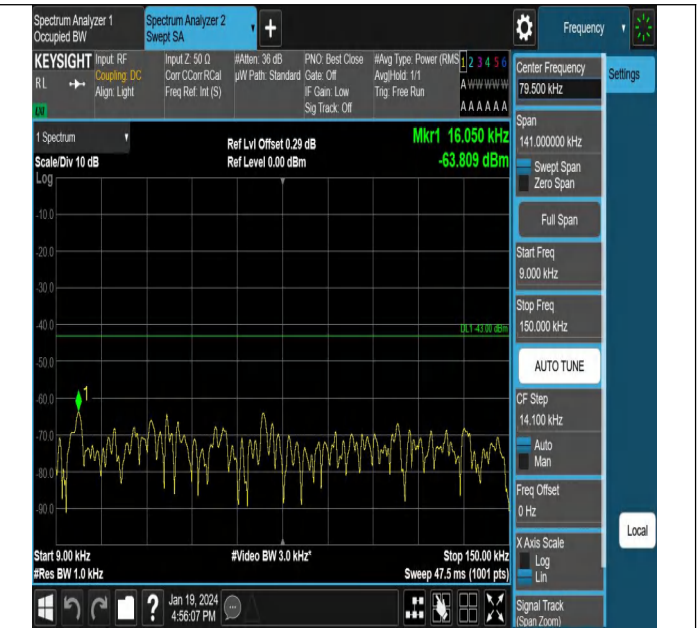 Spectrum Analyzer 1
Occupied BW
Spectrum Analyzer 2
Swept SA
+
Frequency
KEYSIGHT
RL
Input: RF
Coupling: DC
Align: Light
Input Z: 50 Ω
Corr CCorr RCal
Freq Ref: Int (S)
#Atten: 36 dB
µW Path: Standard
PNO: Best Close
Gate: Off
IF Gain: Low
Sig Track: Off
#Avg Type: Power (RMS
Avg|Hold: 1/1
Trig: Free Run
1 2 3 4 5 6
A W W W W W
A A A A A A
1 Spectrum
Scale/Div 10 dB
Ref Lvl Offset 0.29 dB
Ref Level 0.00 dBm
Mkr1 16.050 kHz
-63.809 dBm
Log
-10.0
-20.0
-30.0
-40.0
DL1 -43.00 dBm
-50.0
-60.0
1
-70.0
-80.0
-90.0
Start 9.00 kHz
#Res BW 1.0 kHz
#Video BW 3.0 kHz*
Stop 150.00 kHz
Sweep 47.5 ms (1001 pts)
Jan 19, 2024
4:56:07 PM
Center Frequency
79.500 kHz
Settings
Span
141.000000 kHz
Swept Span
Zero Span
Full Span
Start Freq
9.000 kHz
Stop Freq
150.000 kHz
AUTO TUNE
CF Step
14.100 kHz
Auto
Man
Freq Offset
0 Hz
X Axis Scale
Log
Lin
Local
Signal Track
(Span Zoom)